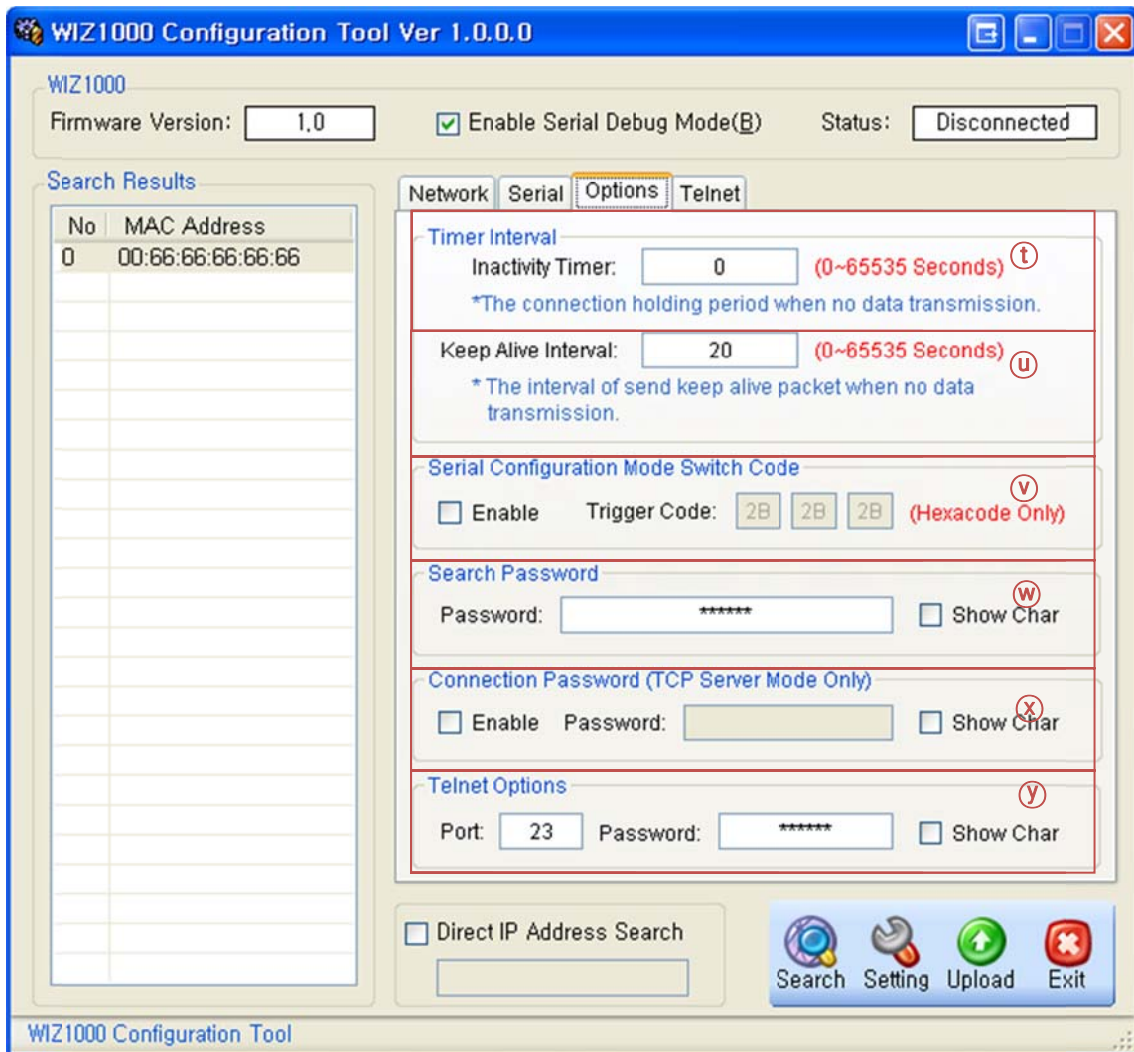 WIZ1000 Configuration Tool Ver 1.0.0.0
WIZ1000
Firmware Version: 1.0 Enable Serial Debug Mode(B) Status: Disconnected
Search Results
No MAC Address
0 00:66:66:66:66:66
Network Serial Options Telnet
Timer Interval
Inactivity Timer: 0 (0~65535 Seconds) ⓣ
*The connection holding period when no data transmission.
Keep Alive Interval: 20 (0~65535 Seconds) ⓤ
* The interval of send keep alive packet when no data
transmission.
Serial Configuration Mode Switch Code
ⓥ
Enable Trigger Code: 2B 2B 2B (Hexacode Only)
Search Password
ⓦ
Password: ****** Show Char
Connection Password (TCP Server Mode Only)
ⓧ
Enable Password: Show Char
Telnet Options
ⓨ
Port: 23 Password: ****** Show Char
Direct IP Address Search
Search Setting Upload Exit
WIZ1000 Configuration Tool